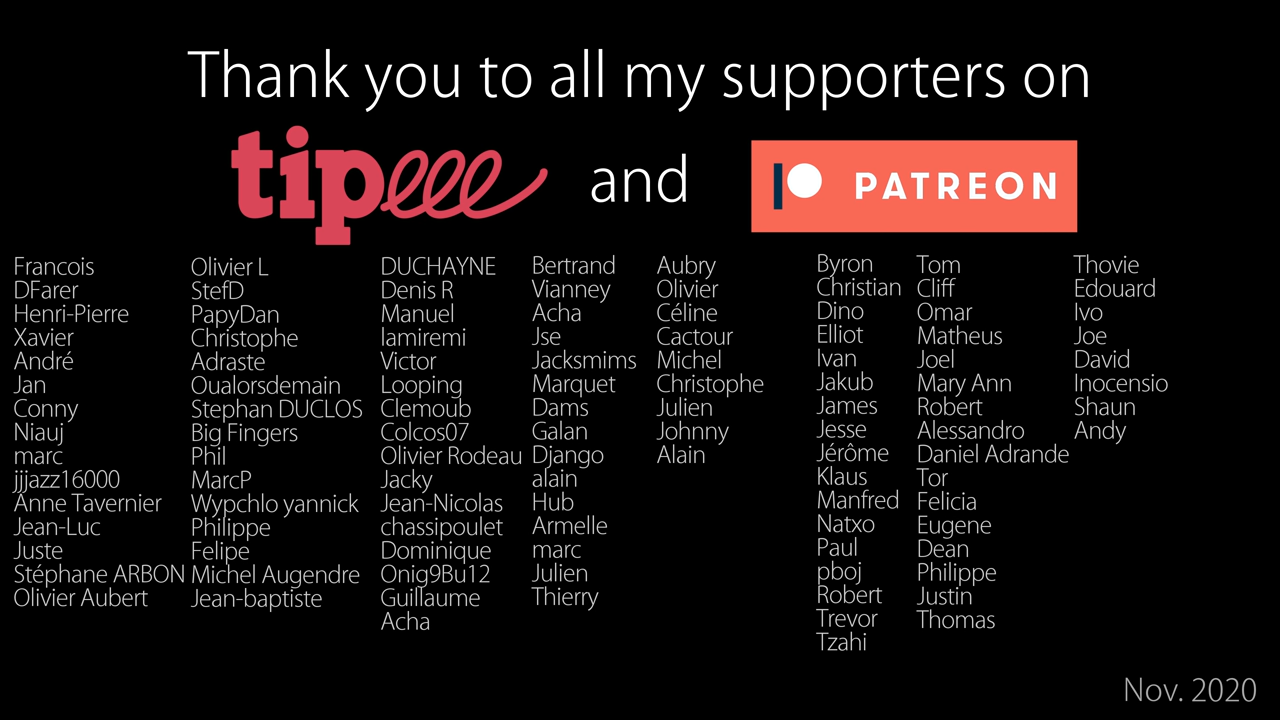 Thank you to all my supporters on
tipeee and PATREON
Francois
DFarer
Henri-Pierre
Xavier
André
Jan
Conny
Niauj
marc
jjjazz16000
Anne Tavernier
Jean-Luc
Juste
Stéphane ARBON
Olivier Aubert
Olivier L
StefD
PapyDan
Christophe
Adraste
Oualorsdemain
Stephan DUCLOS
Big Fingers
Phil
MarcP
Wypchlo yannick
Philippe
Felipe
Michel Augendre
Jean-baptiste
DUCHAYNE
Denis R
Manuel
lamiremi
Victor
Looping
Clemoub
Colcos07
Olivier Rodeau
Jacky
Jean-Nicolas
chassipoulet
Dominique
Onig9Bu12
Guillaume
Acha
Bertrand
Vianney
Acha
Jse
Jacksmims
Marquet
Dams
Galan
Django
alain
Hub
Armelle
marc
Julien
Thierry
Aubry
Olivier
Céline
Cactour
Michel
Christophe
Julien
Johnny
Alain
Byron
Christian
Dino
Elliot
Ivan
Jakub
James
Jesse
Jérôme
Klaus
Manfred
Natxo
Paul
pboj
Robert
Trevor
Tzahi
Tom
Cliff
Omar
Matheus
Joel
Mary Ann
Robert
Alessandro
Daniel Adrande
Tor
Felicia
Eugene
Dean
Philippe
Justin
Thomas
Thovie
Edouard
Ivo
Joe
David
Inocensio
Shaun
Andy
Nov. 2020